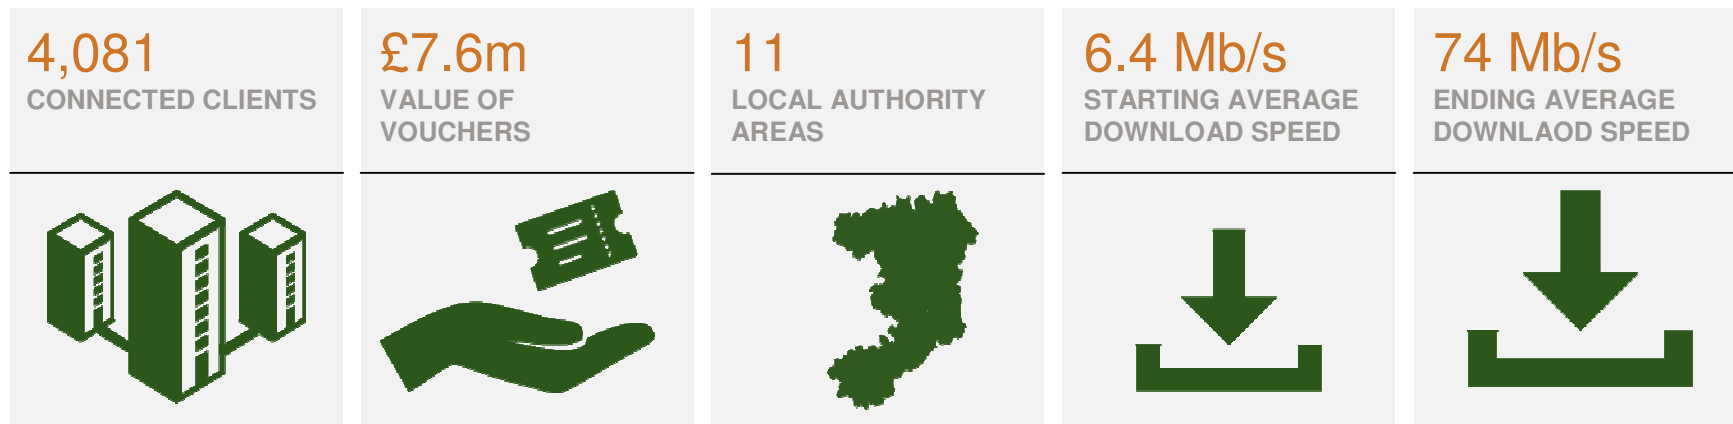 4,081
CONNECTED CLIENTS
£7.6m
VALUE OF
VOUCHERS
11
LOCAL AUTHORITY
AREAS
6.4 Mb/s
STARTING AVERAGE
DOWNLOAD SPEED
74 Mb/s
ENDING AVERAGE
DOWNLAOD SPEED